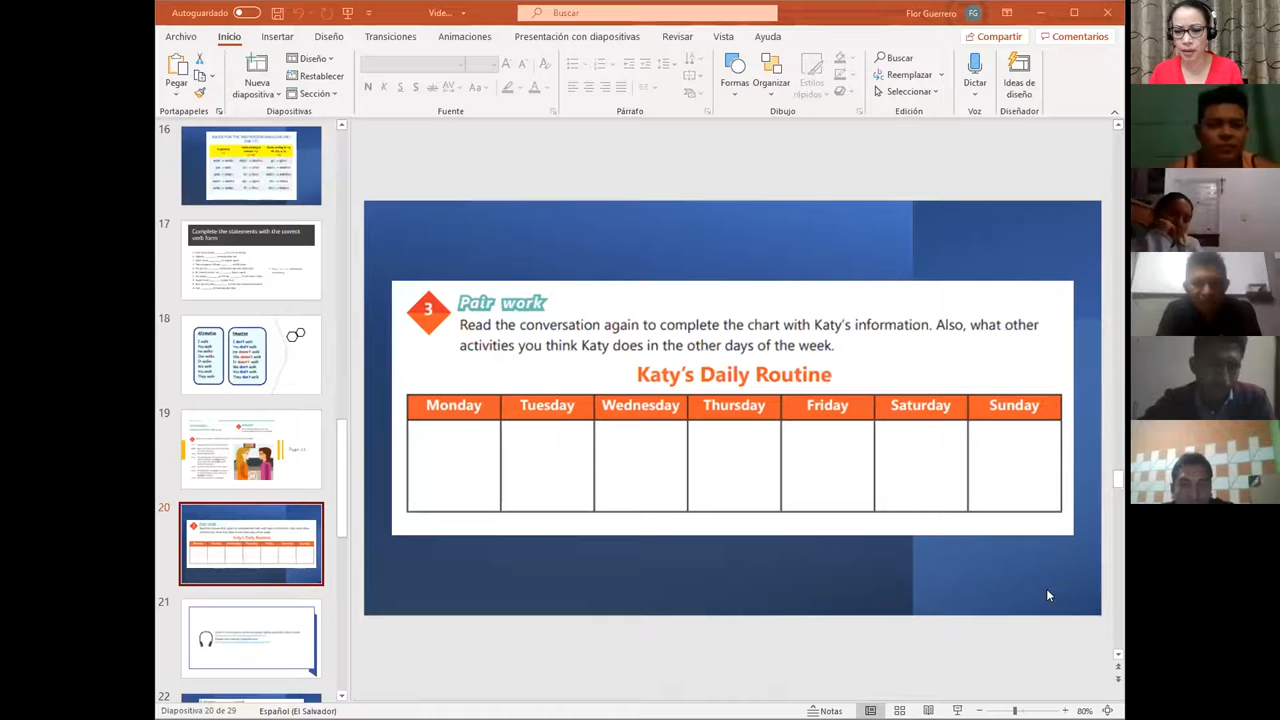 Autoguardado
Vide...
Buscar
Flor Guerrero
FG
Archivo
Inicio
Insertar
Diseño
Transiciones
Animaciones
Presentación con diapositivas
Revisar
Vista
Ayuda
Compartir
Comentarios
Pegar
Nueva
diapositiva
Diseño
Restablecer
Sección
N
K
S
ab
AV
Aa
A
Formas
Organizar
Estilos
rápidos
Buscar
Reemplazar
Seleccionar
Dictar
Ideas de
diseño
Portapapeles
Diapositivas
Fuente
Párrafo
Dibujo
Edición
Voz
Diseñador
16
17
Complete the statements with the correct
verb form
18
19
20
21
22
3
Pair work
Read the conversation again to complete the chart with Katy's information. Also, what other
activities you think Katy does in the other days of the week.
Katy's Daily Routine
Monday
Tuesday
Wednesday
Thursday
Friday
Saturday
Sunday
Diapositiva 20 de 29
Español (El Salvador)
Notas
80%